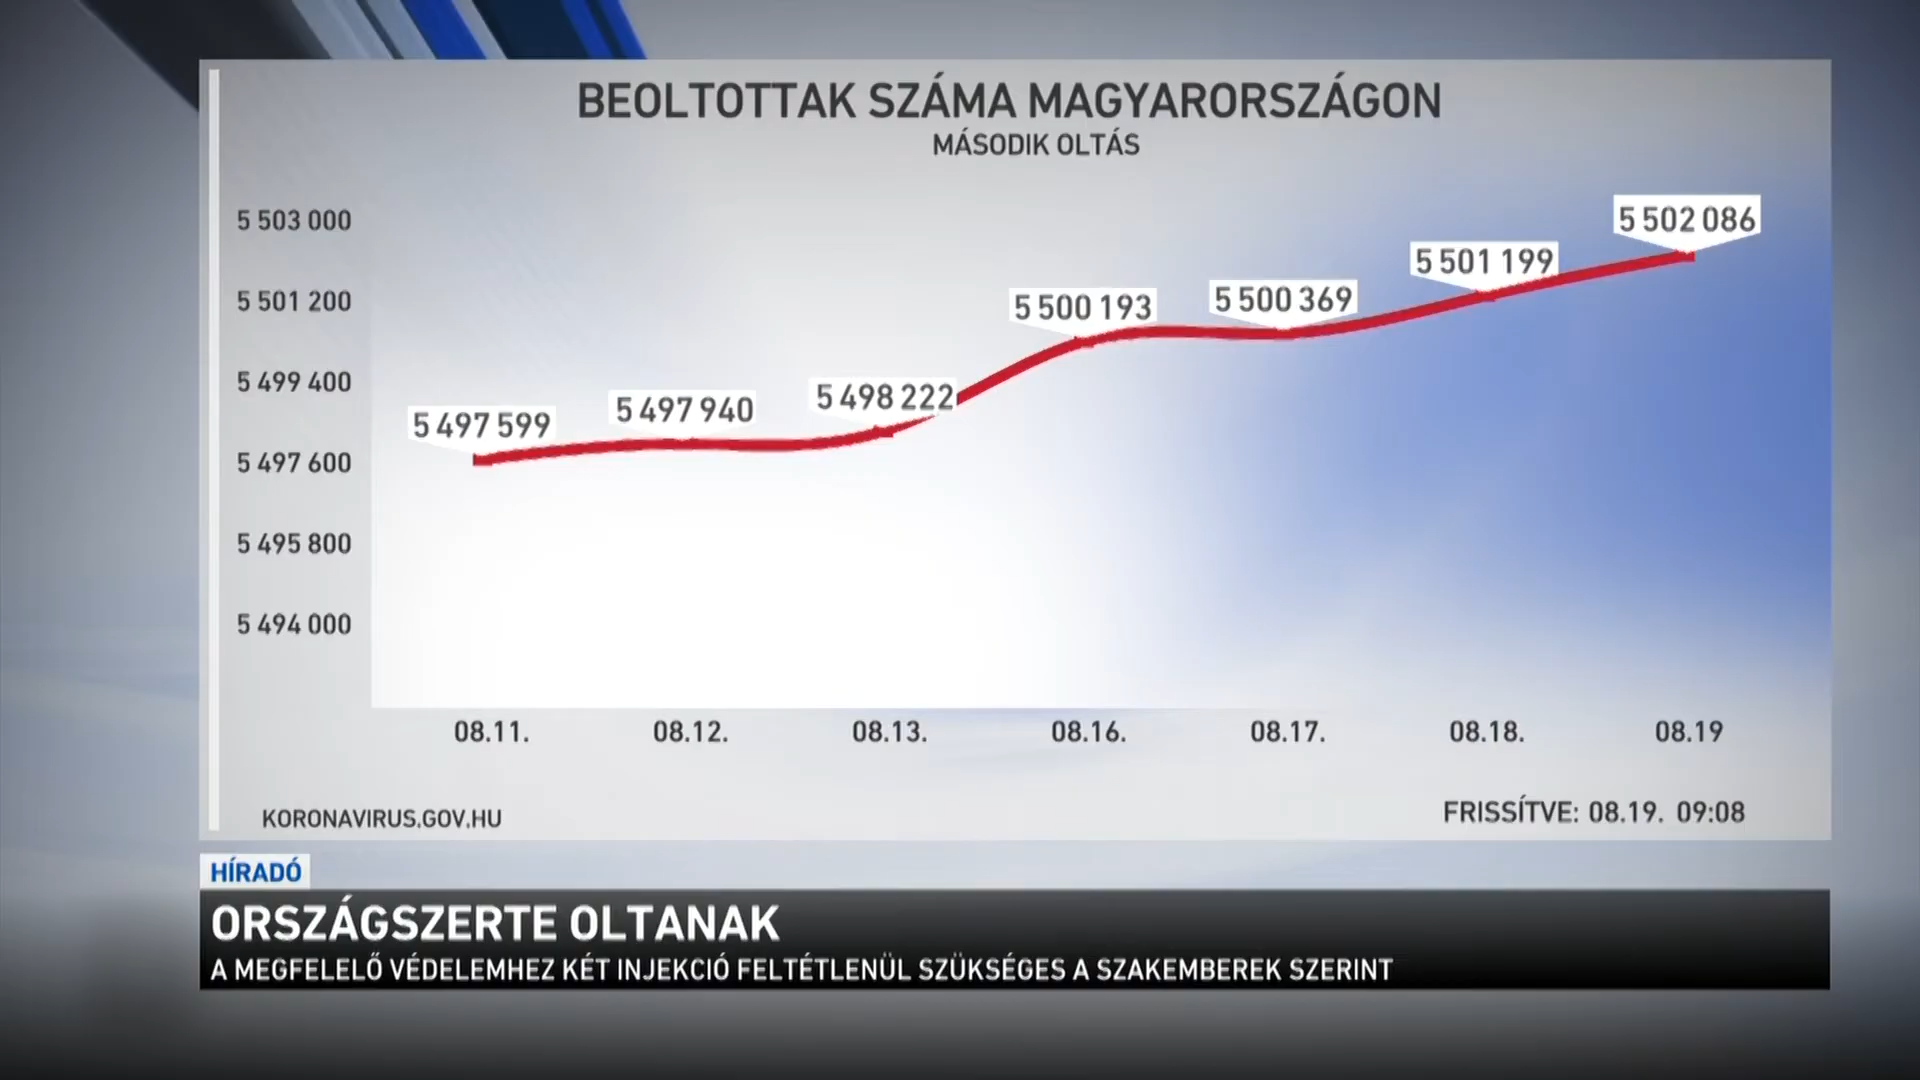 BEOLTOTTAK SZÁMA MAGYARORSZÁGON
MÁSODIK OLTÁS
5 503 000
5 501 200
5 499 400
5 497 600
5 495 800
5 494 000
5 497 599
5 497 940
5 498 222
5 500 193
5 500 369
5 501 199
5 502 086
08.11. 08.12. 08.13. 08.16. 08.17. 08.18. 08.19
KORONAVIRUS.GOV.HU
FRISSÍTVE: 08.19. 09:08
HÍRADÓ
ORSZÁGSZERTE OLTANAK
A MEGFELELŐ VÉDELEMHEZ KÉT INJEKCIÓ FELTÉTLENÜL SZÜKSÉGES A SZAKEMBEREK SZERINT